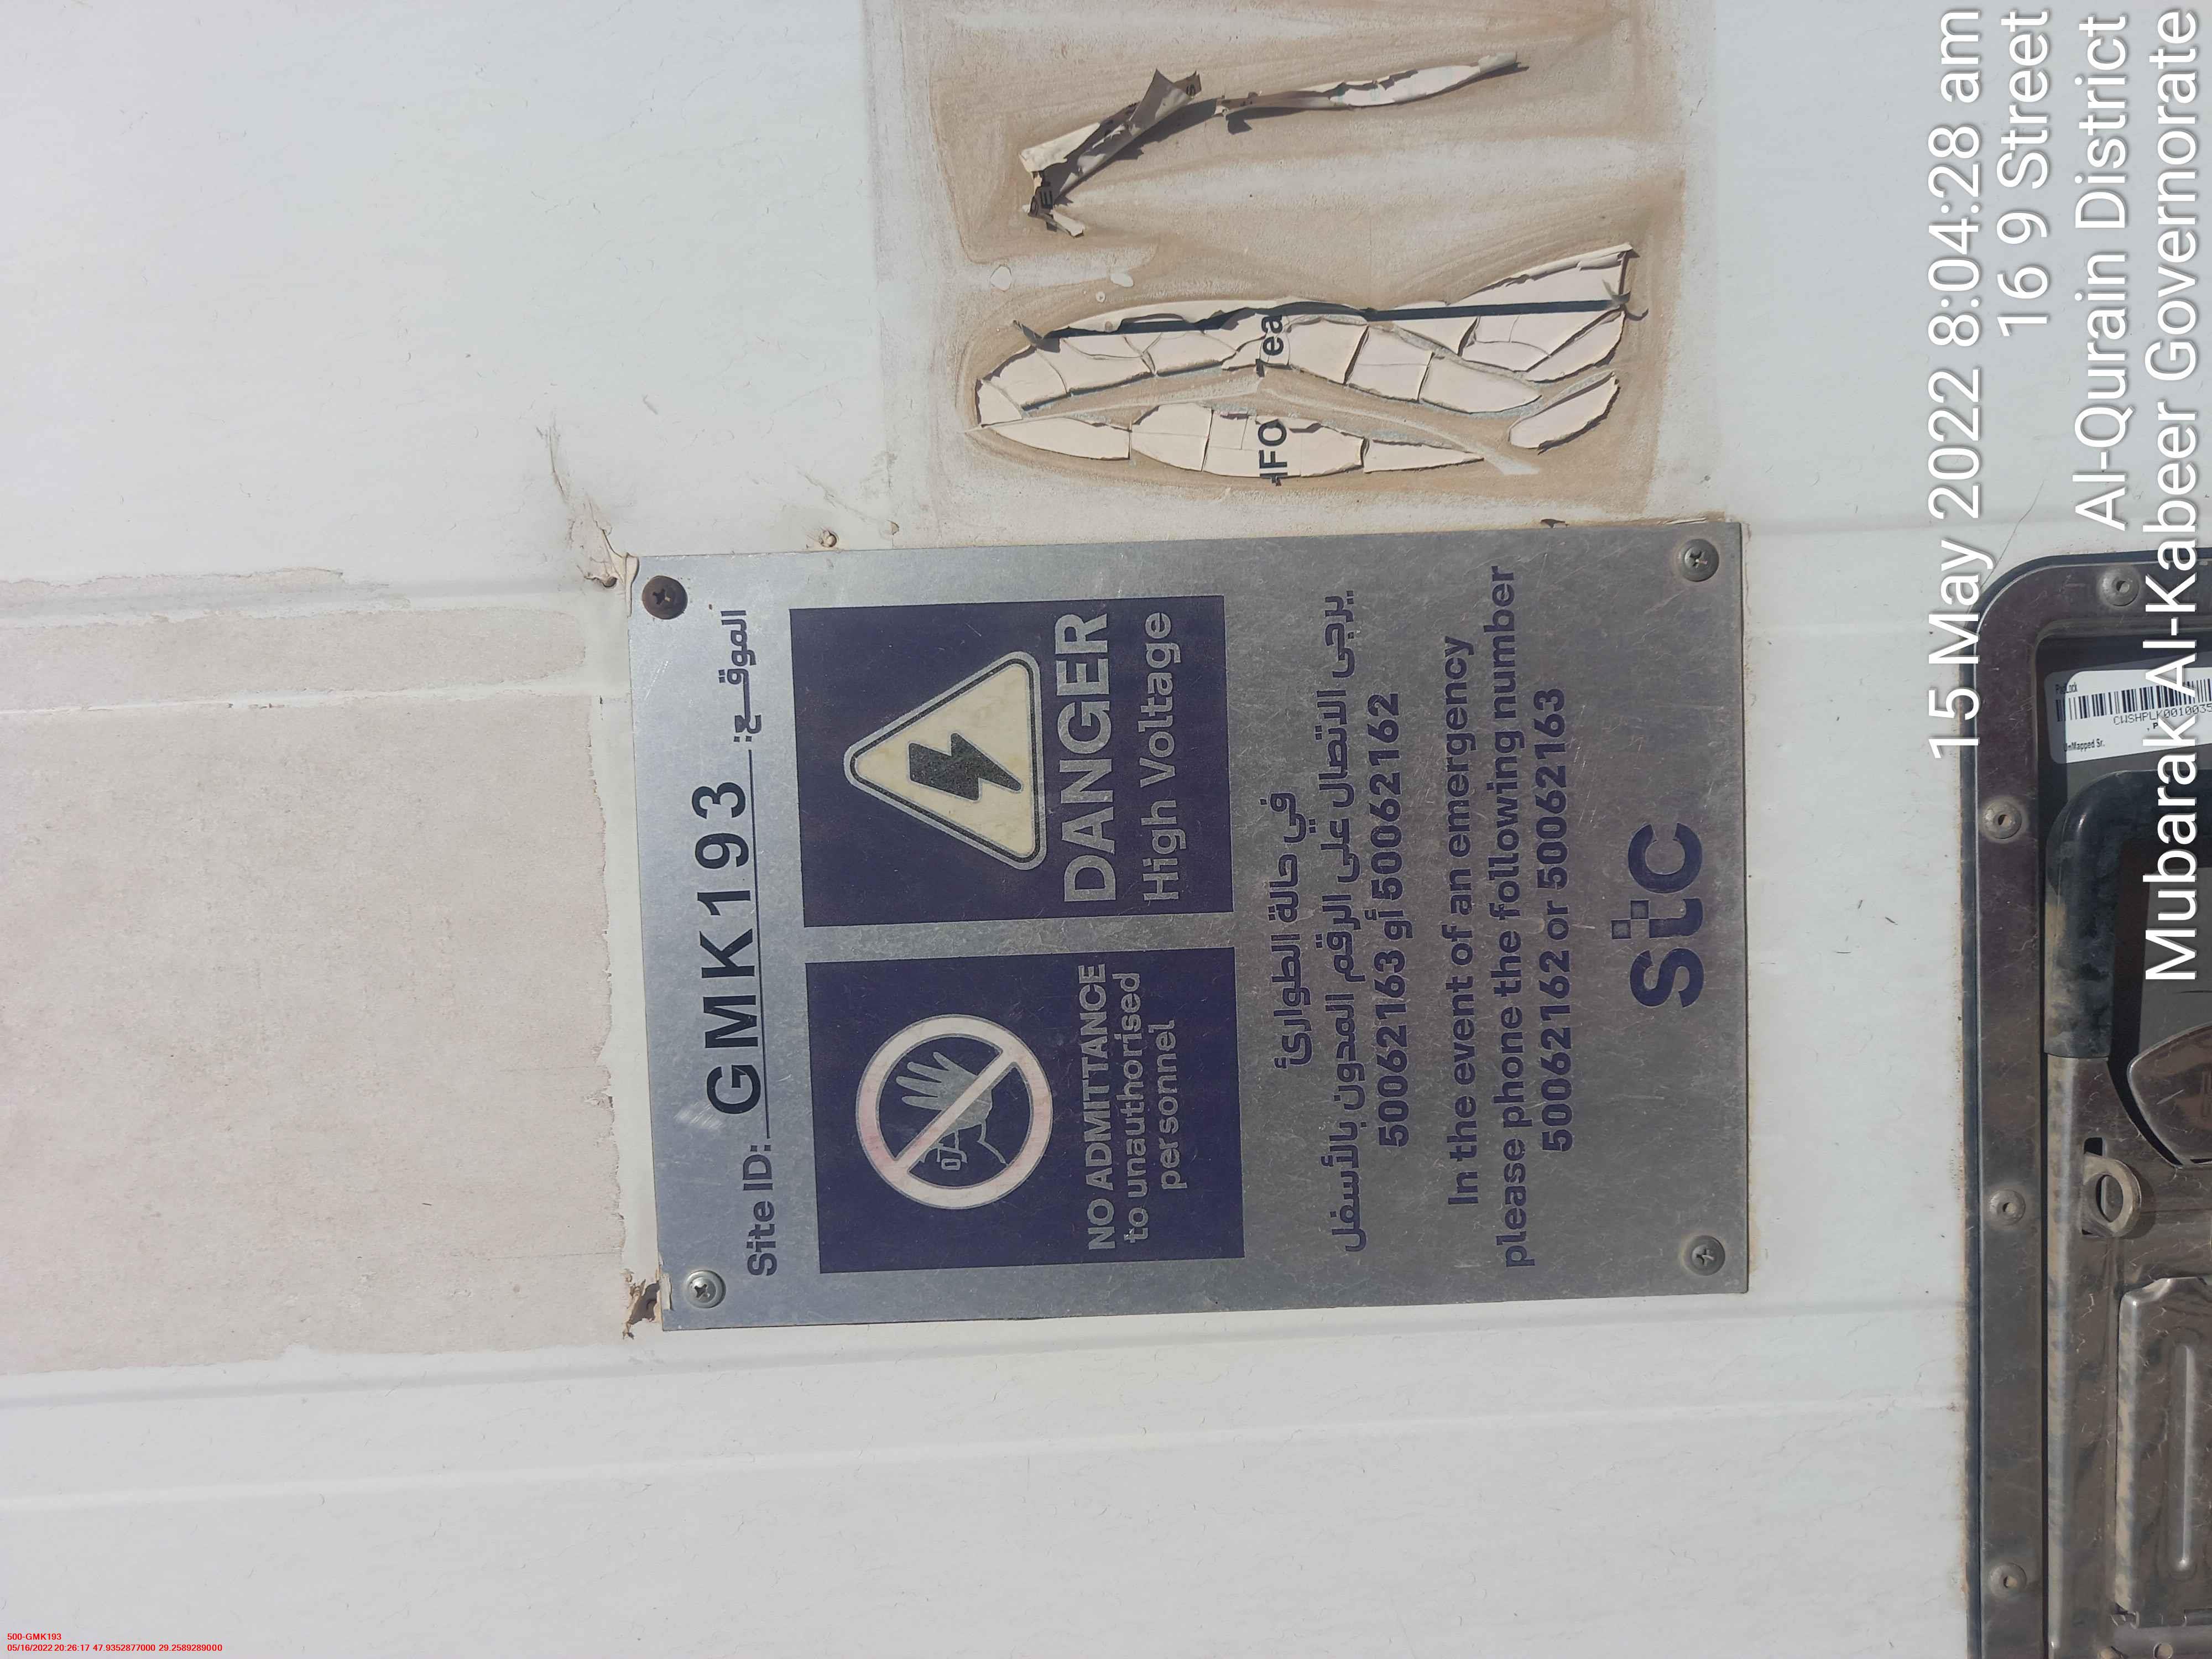 Site ID: GMK193 الموقع:
NO ADMITTANCE
to unauthorised
personnel
DANGER
High Voltage
في حالة الطوارئ
يرجى الاتصال على الرقم المدون بالأسفل
50062163 أو 50062162
In the event of an emergency
please phone the following number
50062162 or 50062163
stc
15 May 2022 8:04:28 am
16 9 Street
Al-Qurain District
Mubarak Al-Kabeer Governorate
UnMapped Sr.
500-GMK193
05/16/2022 20:26:17 47.9352877000 29.2589289000